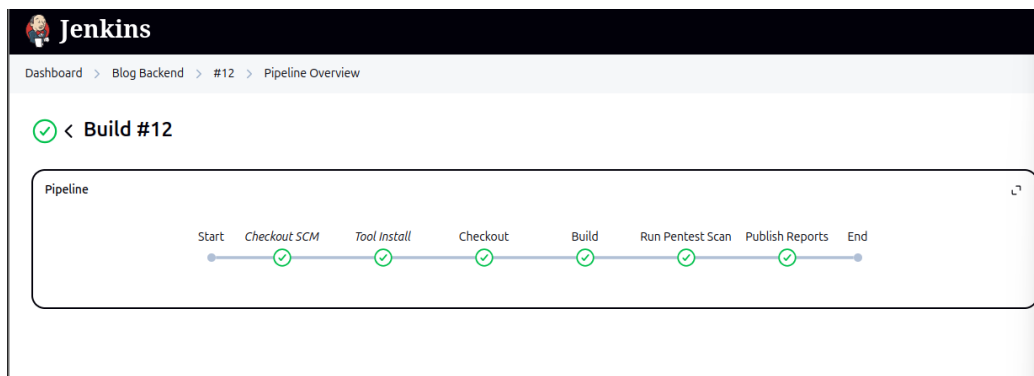 Jenkins
Dashboard > Blog Backend > #12 > Pipeline Overview
Build #12
Pipeline
Start Checkout SCM Tool Install Checkout Build Run Pentest Scan Publish Reports End